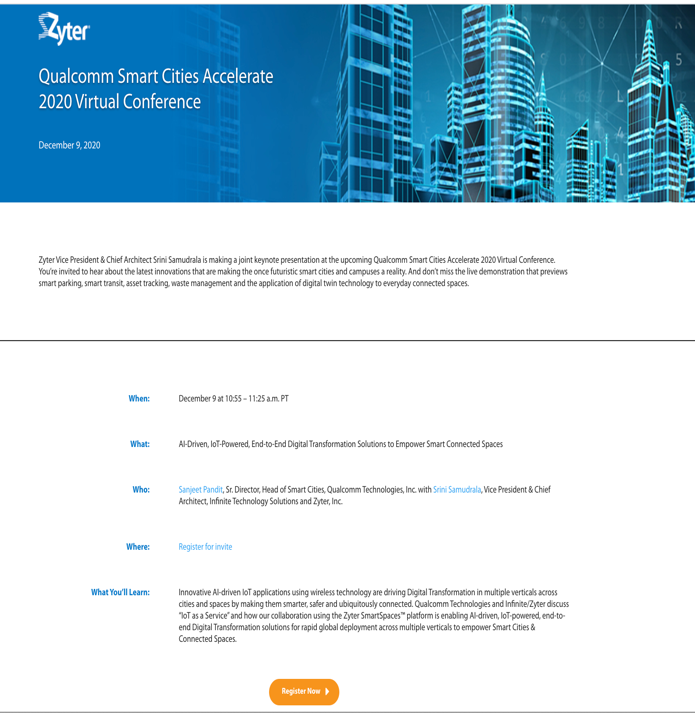 Zyter
Qualcomm Smart Cities Accelerate
2020 Virtual Conference
December 9, 2020
Zyter Vice President & Chief Architect Srini Samudrala is making a joint keynote presentation at the upcoming Qualcomm Smart Cities Accelerate 2020 Virtual Conference.
You're invited to hear about the latest innovations that are making the once futuristic smart cities and campuses a reality. And don't miss the live demonstration that previews
smart parking, smart transit, asset tracking, waste management and the application of digital twin technology to everyday connected spaces.
When: December 9 at 10:55 – 11:25 a.m. PT
What: AI-Driven, IoT-Powered, End-to-End Digital Transformation Solutions to Empower Smart Connected Spaces
Who: Sanjeet Pandit, Sr. Director, Head of Smart Cities, Qualcomm Technologies, Inc. with Srini Samudrala, Vice President & Chief
Architect, Infinite Technology Solutions and Zyter, Inc.
Where: Register for invite
What You'll Learn: Innovative AI-driven IoT applications using wireless technology are driving Digital Transformation in multiple verticals across
cities and spaces by making them smarter, safer and ubiquitously connected. Qualcomm Technologies and Infinite/Zyter discuss
"IoT as a Service" and how our collaboration using the Zyter SmartSpaces™ platform is enabling AI-driven, IoT-powered, end-to-
end Digital Transformation solutions for rapid global deployment across multiple verticals to empower Smart Cities &
Connected Spaces.
Register Now